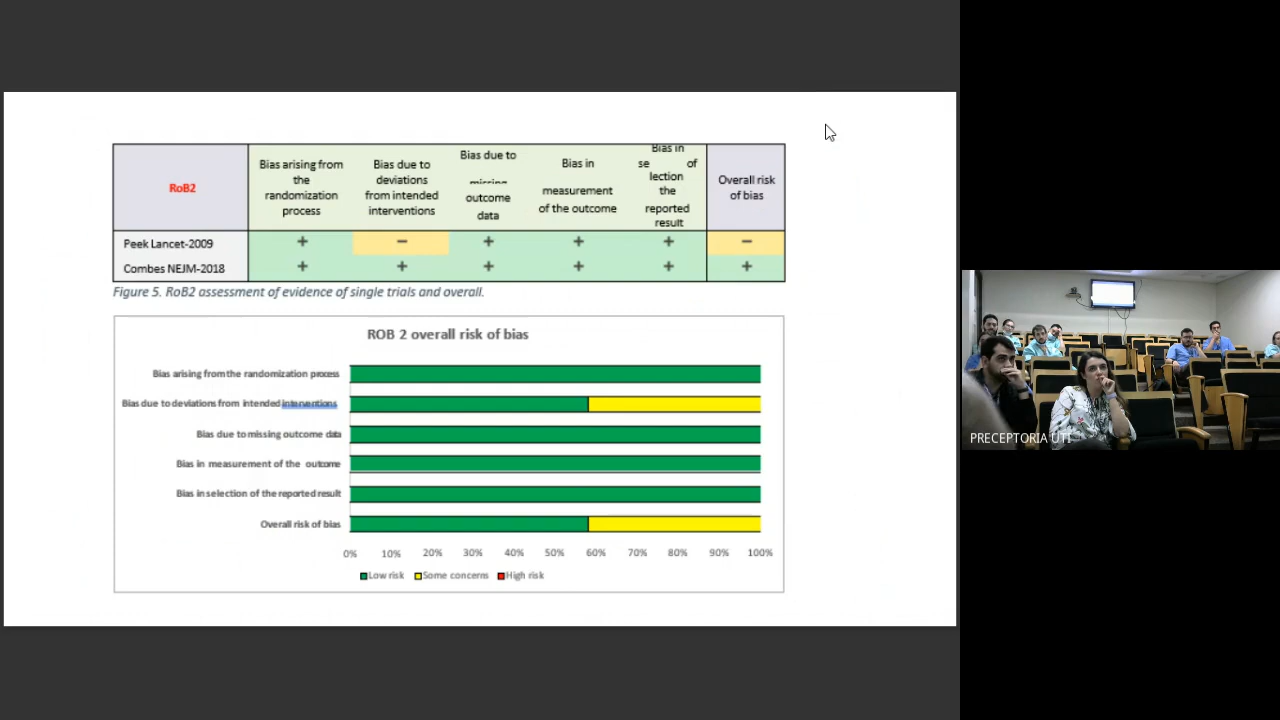 RoB2
Bias arising from
the
randomization
process
Bias due to
deviations
from intended
interventions
Bias due to
missing
outcome
data
Bias in
measurement
of the outcome
Bias in
se of
lection
the
reported
result
Overall risk
of bias
Peek Lancet-2009 + − + + + −
Combes NEJM-2018 + + + + + +
Figure 5. RoB2 assessment of evidence of single trials and overall.
ROB 2 overall risk of bias
Bias arising from the randomization process
Bias due to deviations from intended interventions
Bias due to missing outcome data
Bias in measurement of the outcome
Bias in selection of the reported result
Overall risk of bias
0% 10% 20% 30% 40% 50% 60% 70% 80% 90% 100%
Low risk Some concerns High risk
PRECEPTORIA UTI